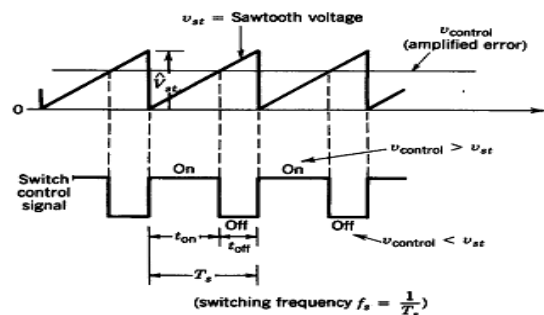 v_st = Sawtooth voltage
v_control
(amplified error)
V̂_st
0
v_control > v_st
On
On
Switch
control
signal
Off
Off
t_on
t_off
v_control < v_st
T_s
(switching frequency f_s = 1/T_s)